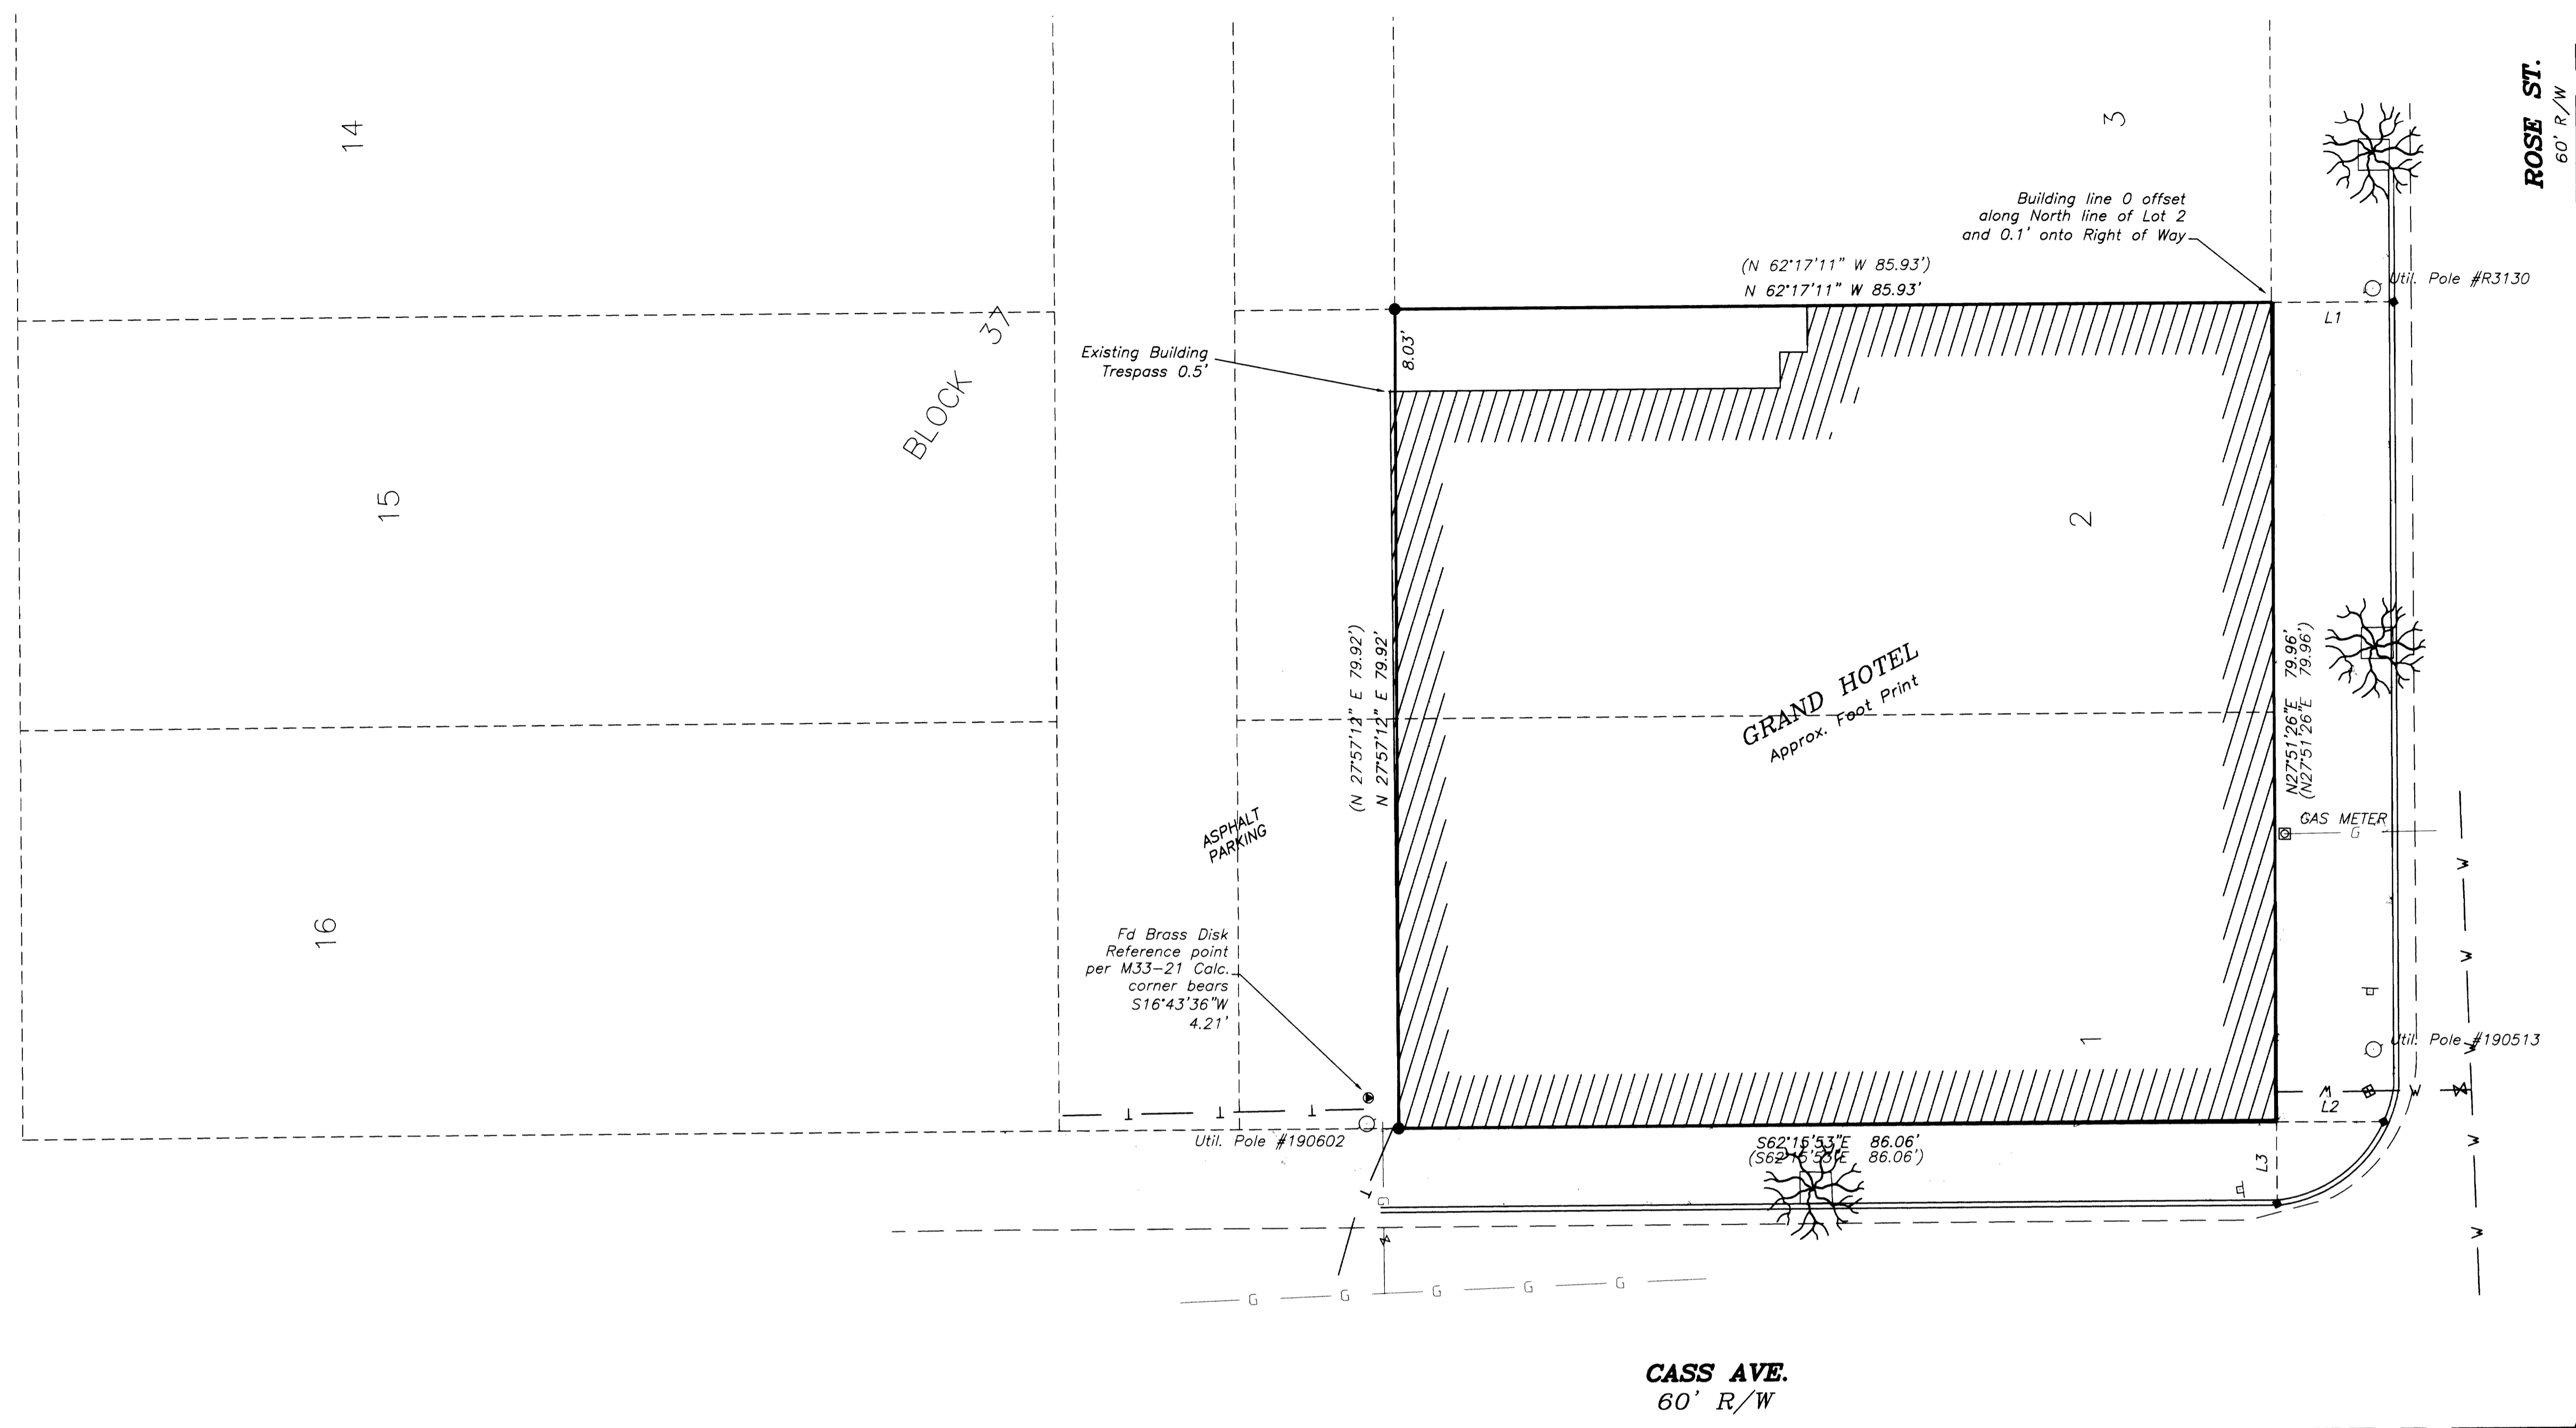 14
3
ROSE ST.
60' R/W
Building line 0 offset
along North line of Lot 2
and 0.1' onto Right of Way
(N 62°17'11" W 85.93')
N 62°17'11" W 85.93'
Util. Pole #R3130
L1
BLOCK 37
Existing Building
Trespass 0.5'
8.03'
15
2
(N 27°57'12" E 79.92')
N 27°57'12" E 79.92'
GRAND HOTEL
Approx. Foot Print
N27°51'26"E 79.96'
(N27°51'26"E 79.96')
ASPHALT
PARKING
GAS METER
G
W
W
16
Fd Brass Disk
Reference point
per M33-21 Calc.
corner bears
S16°43'36"W
4.21'
1
Util. Pole #190513
W
W
W
L2
T T T
Util. Pole #190602
S62°15'53"E 86.06'
(S62°15'53"E 86.06')
L3
W
T
G
W
G G G G G
CASS AVE.
60' R/W